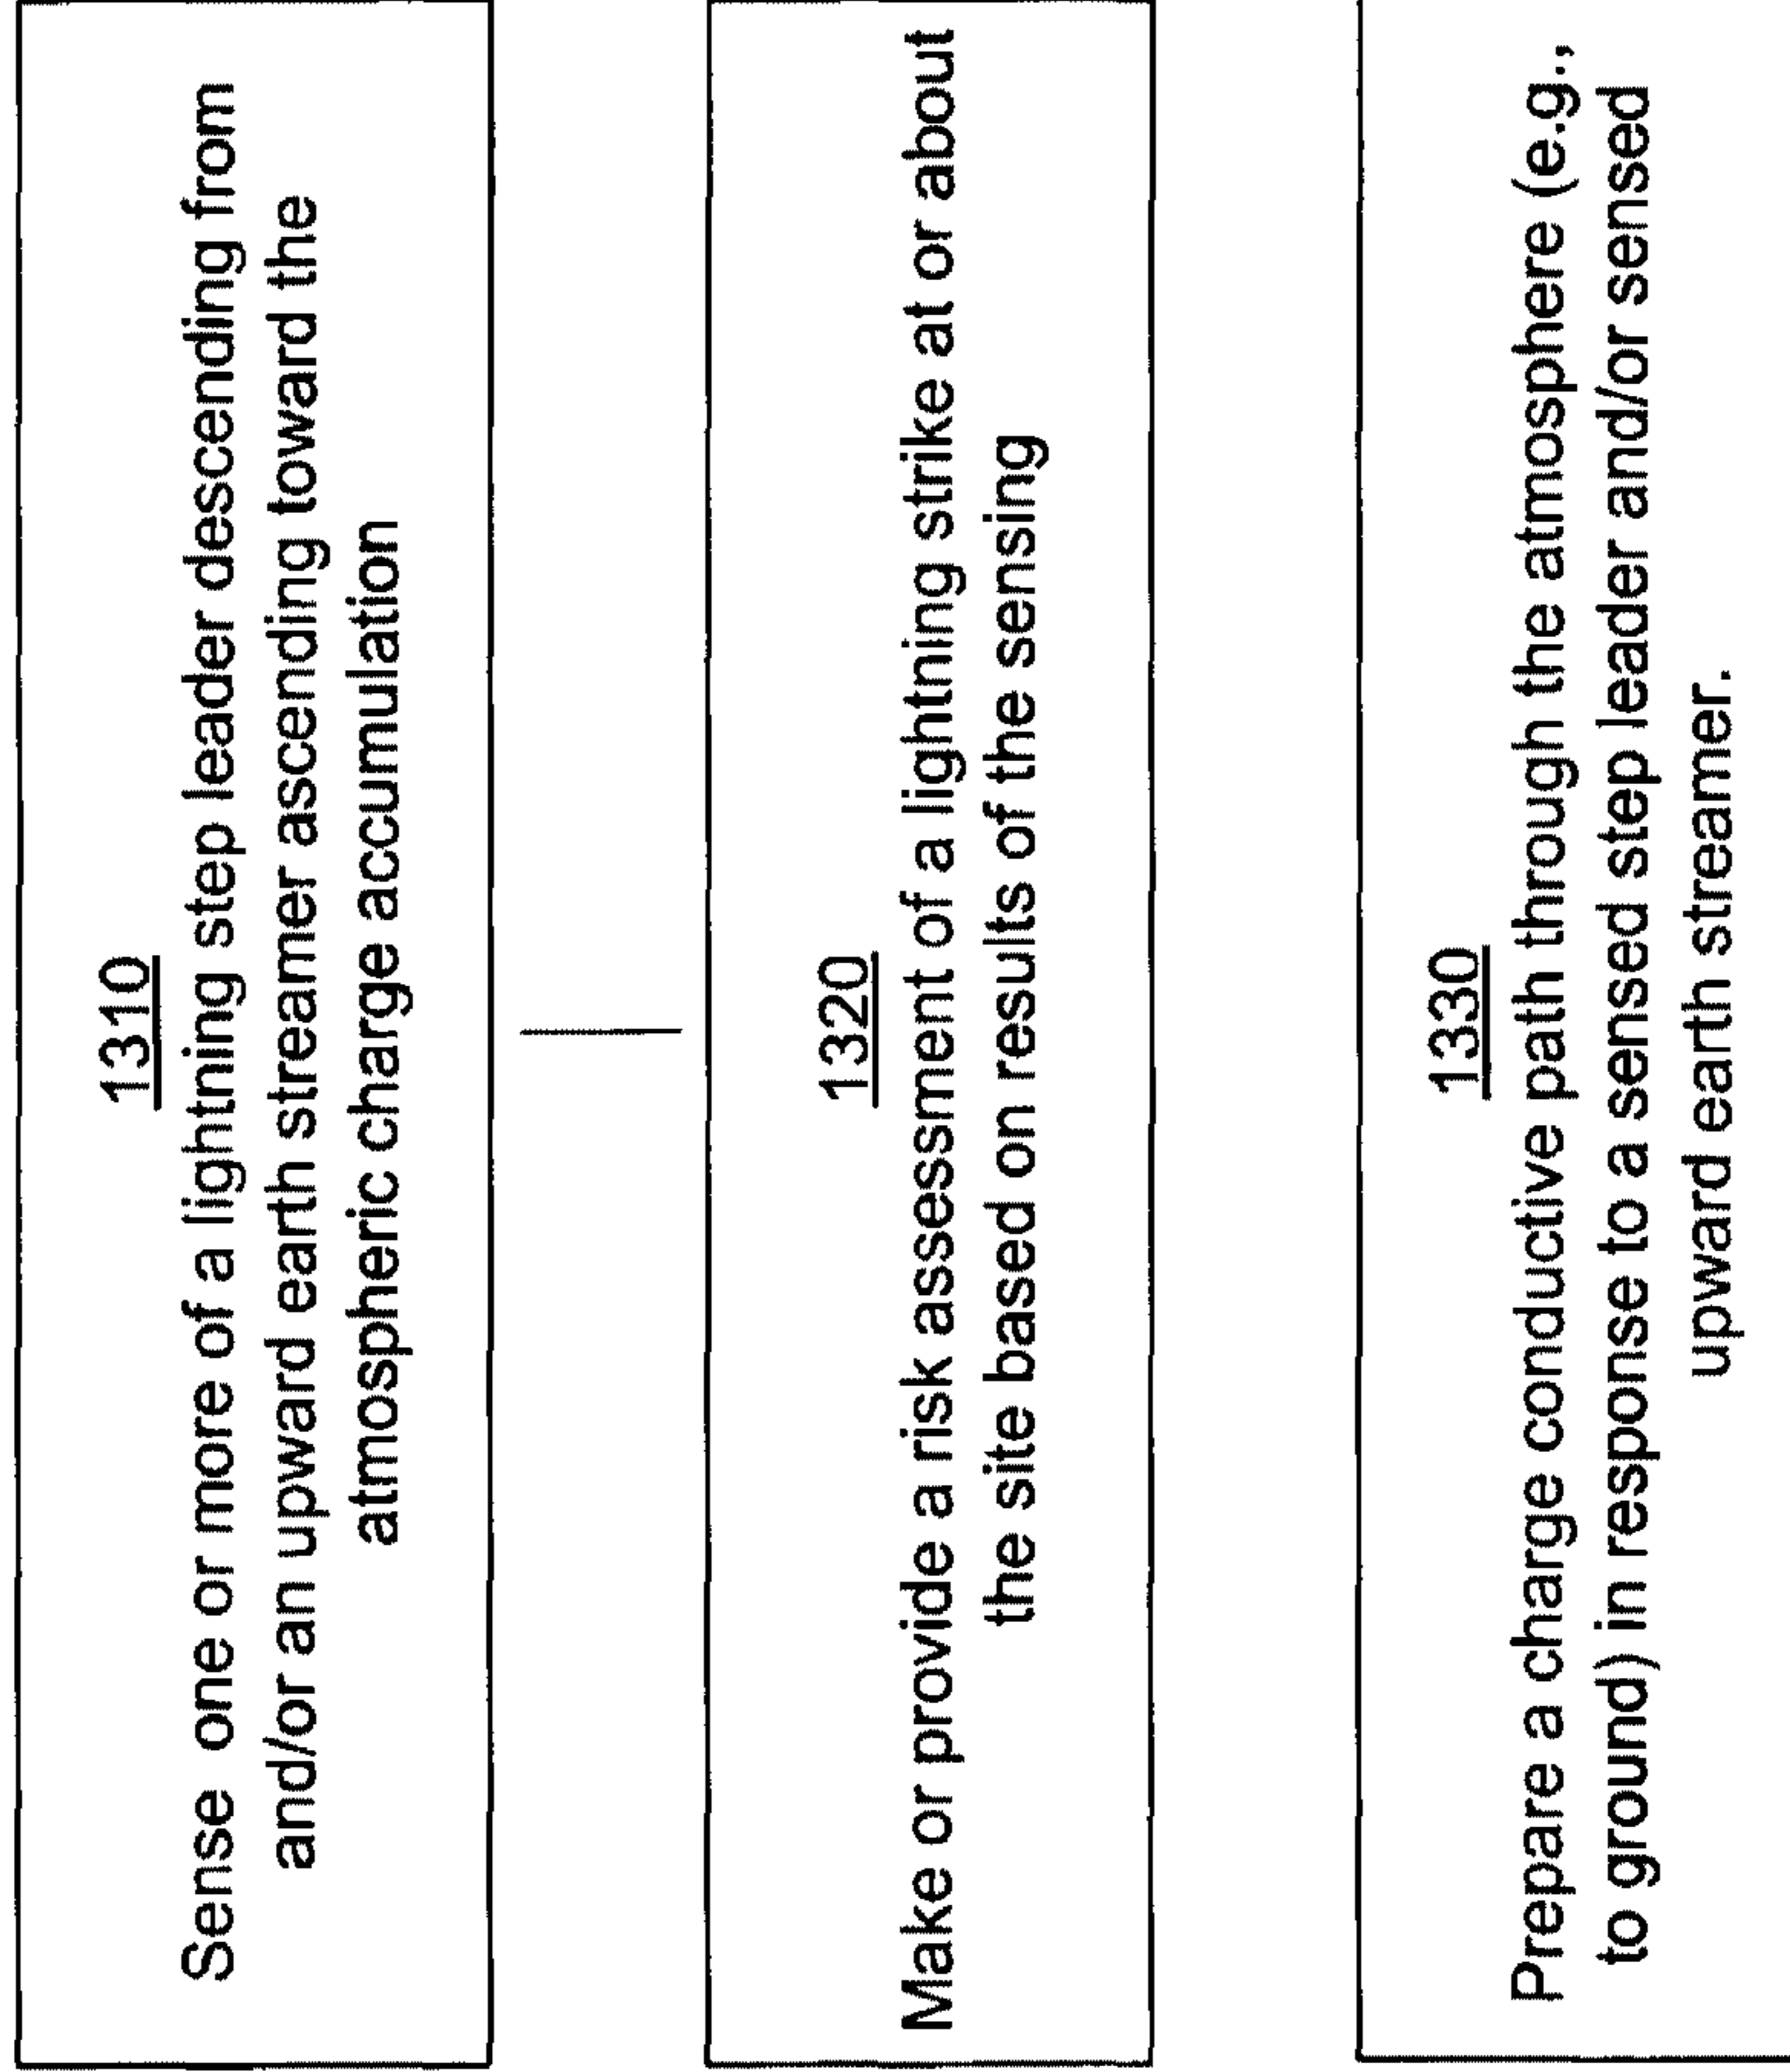 1310
Sense one or more of a lightning step leader descending from
and/or an upward earth streamer ascending toward the
atmospheric charge accumulation
1320
Make or provide a risk assessment of a lightning strike at or about
the site based on results of the sensing
1330
Prepare a charge conductive path through the atmosphere (e.g.,
to ground) in response to a sensed step leader and/or sensed
upward earth streamer.